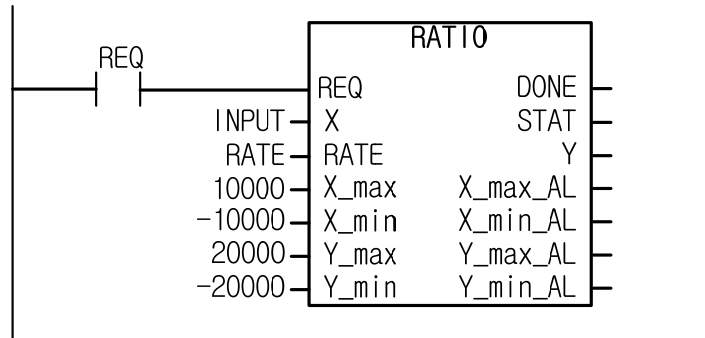 RATIO
REQ
REQ DONE
INPUT X STAT
RATE RATE Y
10000 X_max X_max_AL
-10000 X_min X_min_AL
20000 Y_max Y_max_AL
-20000 Y_min Y_min_AL